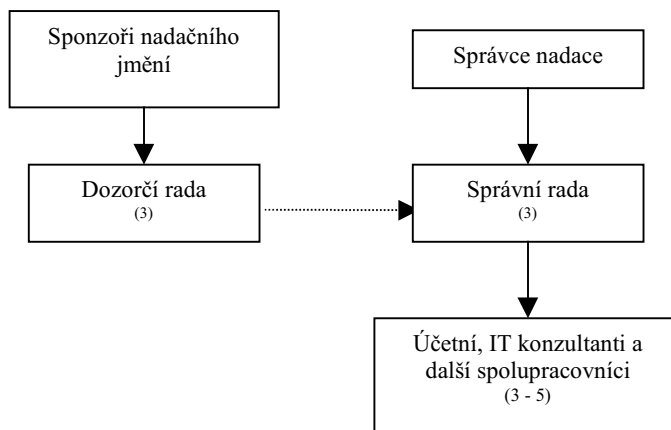 Sponzoři nadačního
jmění
Správce nadace
Dozorčí rada
(3)
Správní rada
(3)
Účetní, IT konzultanti a
další spolupracovníci
(3 - 5)